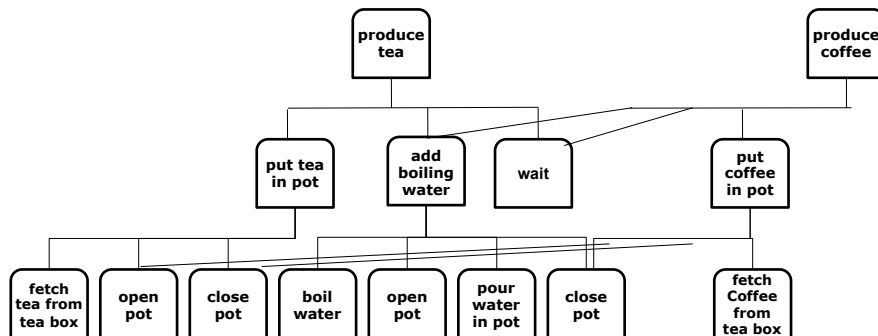 produce
tea
produce
coffee
put tea
in pot
add
boiling
water
wait
put
coffee
in pot
fetch
tea from
tea box
open
pot
close
pot
boil
water
open
pot
pour
water
in pot
close
pot
fetch
Coffee
from
tea box